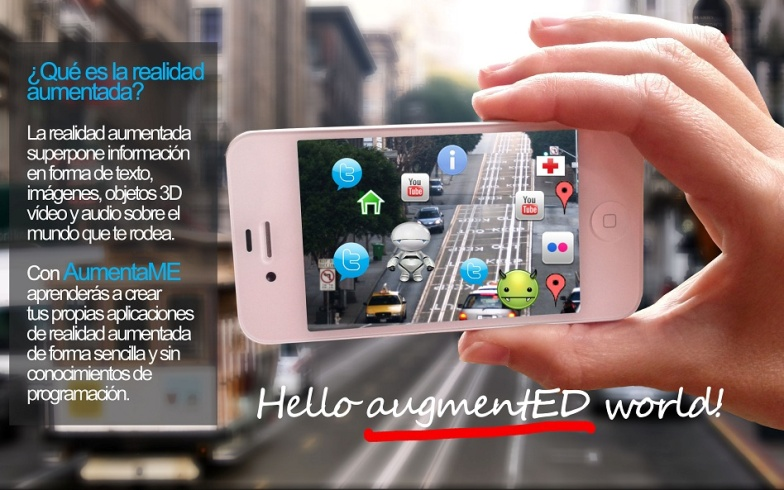 ¿Qué es la realidad
aumentada?
La realidad aumentada
superpone información
en forma de texto,
imágenes, objetos 3D
vídeo y audio sobre el
mundo que te rodea.
Con AumentaME
aprenderás a crear
tus propias aplicaciones
de realidad aumentada
de forma sencilla y sin
conocimientos de
programación.
t
i
You
Tube
You
Tube
t
t
Hello augmentED world!